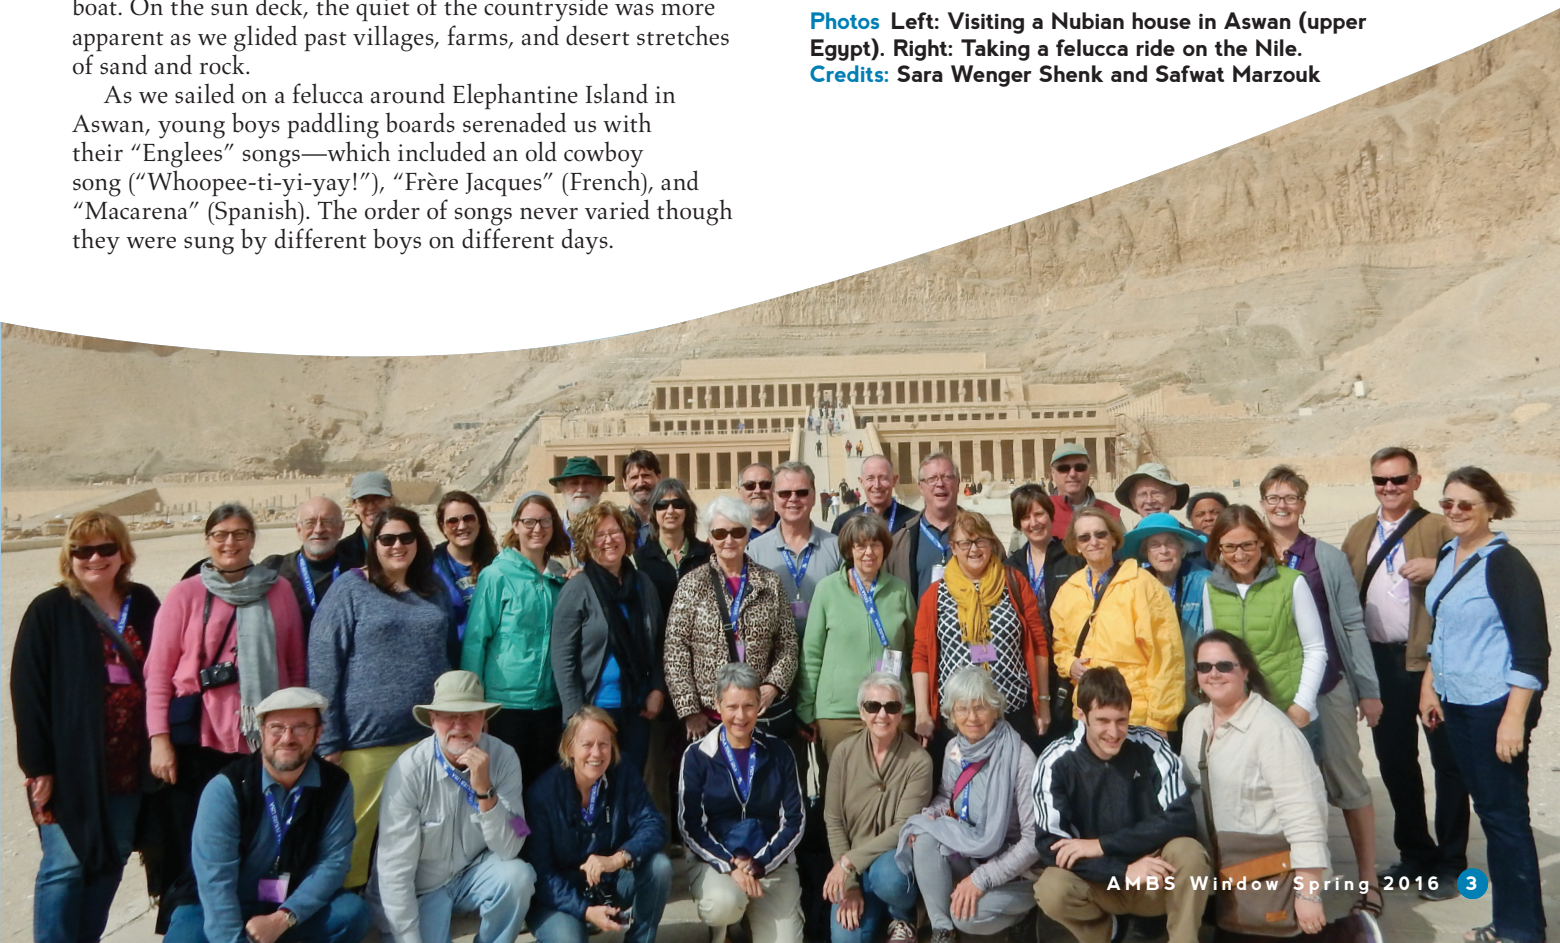 boat. On the sun deck, the quiet of the countryside was more
apparent as we glided past villages, farms, and desert stretches
of sand and rock.
As we sailed on a felucca around Elephantine Island in
Aswan, young boys paddling boards serenaded us with
their “Englees” songs—which included an old cowboy
song (“Whoopee-ti-yi-yay!”), “Frère Jacques” (French), and
“Macarena” (Spanish). The order of songs never varied though
they were sung by different boys on different days.
Photos Left: Visiting a Nubian house in Aswan (upper
Egypt). Right: Taking a felucca ride on the Nile.
Credits: Sara Wenger Shenk and Safwat Marzouk
AMBS Window Spring 2016 3